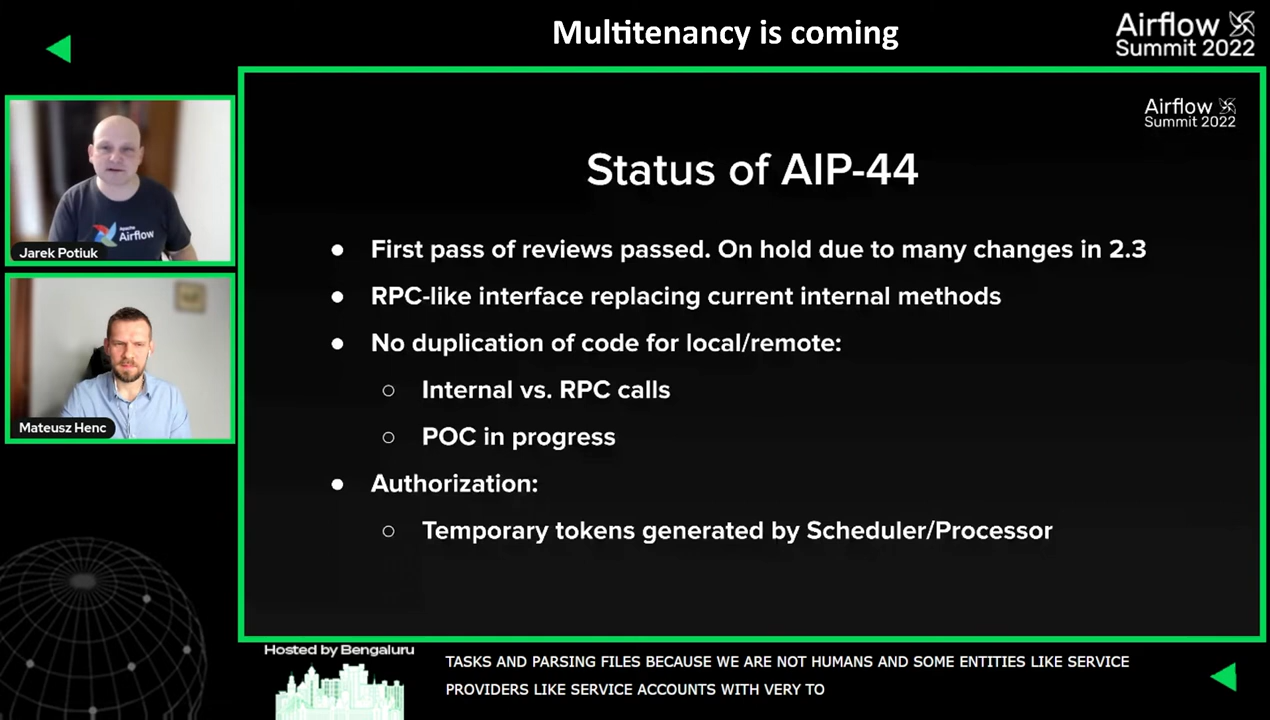 Multitenancy is coming
Airflow
Summit 2022
Airflow
Summit 2022
Apache
Airflow
Jarek Potiuk
Mateusz Henc
Status of AIP-44
● First pass of reviews passed. On hold due to many changes in 2.3
● RPC-like interface replacing current internal methods
● No duplication of code for local/remote:
○ Internal vs. RPC calls
○ POC in progress
● Authorization:
○ Temporary tokens generated by Scheduler/Processor
Hosted by Bengaluru
TASKS AND PARSING FILES BECAUSE WE ARE NOT HUMANS AND SOME ENTITIES LIKE SERVICE
PROVIDERS LIKE SERVICE ACCOUNTS WITH VERY TO